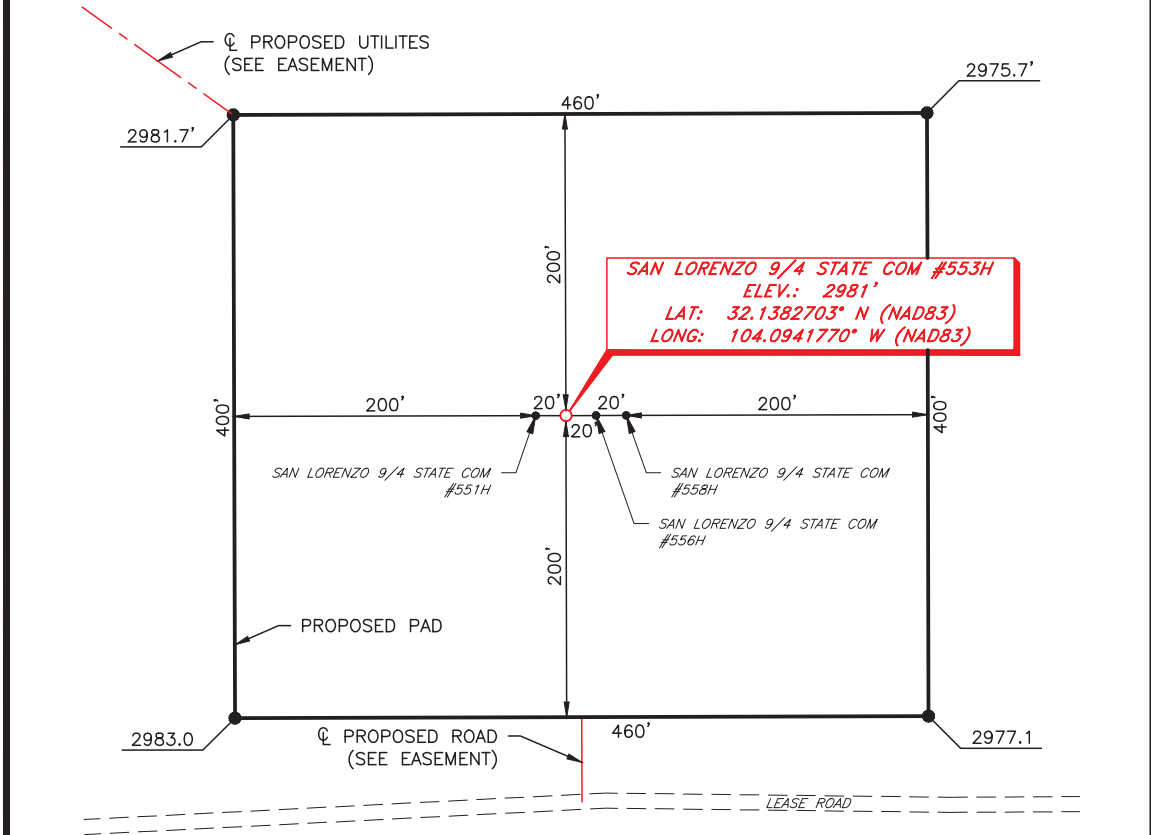 ℄ PROPOSED UTILITES
(SEE EASEMENT)
2975.7'
460'
2981.7'
200'
SAN LORENZO 9/4 STATE COM #553H
ELEV.: 2981'
LAT: 32.1382703° N (NAD83)
LONG: 104.0941770° W (NAD83)
400'
200'
20'
20'
200'
400'
20'
SAN LORENZO 9/4 STATE COM
#551H
SAN LORENZO 9/4 STATE COM
#558H
SAN LORENZO 9/4 STATE COM
#556H
200'
PROPOSED PAD
2983.0
℄ PROPOSED ROAD
(SEE EASEMENT)
460'
2977.1
LEASE ROAD